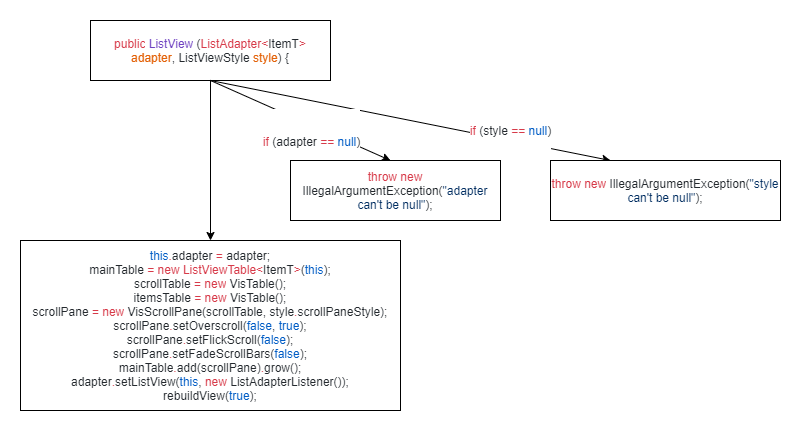 public ListView (ListAdapter<ItemT>
adapter, ListViewStyle style) {
if (style == null)
if (adapter == null)
throw new
IllegalArgumentException("adapter
can't be null");
throw new IllegalArgumentException("style
can't be null");
this.adapter = adapter;
mainTable = new ListViewTable<ItemT>(this);
scrollTable = new VisTable();
itemsTable = new VisTable();
scrollPane = new VisScrollPane(scrollTable, style.scrollPaneStyle);
scrollPane.setOverscroll(false, true);
scrollPane.setFlickScroll(false);
scrollPane.setFadeScrollBars(false);
mainTable.add(scrollPane).grow();
adapter.setListView(this, new ListAdapterListener());
rebuildView(true);